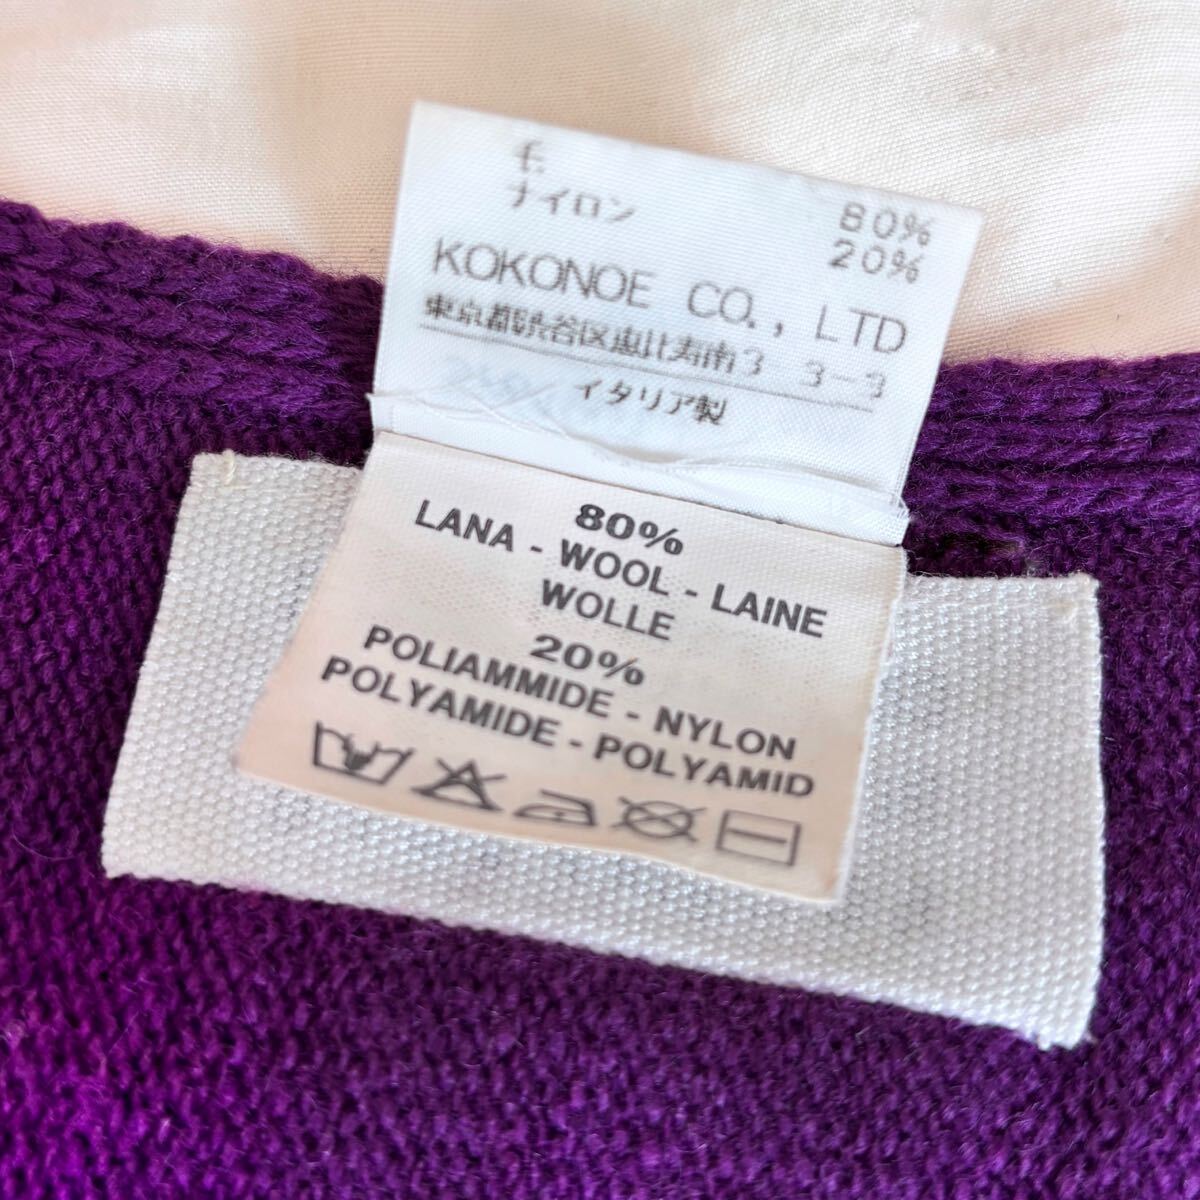 毛 80%
ナイロン 20%
KOKONOE CO., LTD
東京都渋谷区恵比寿南3 3-3
イタリア製
80%
LANA - WOOL - LAINE
WOLLE
20%
POLIAMMIDE - NYLON
POLYAMIDE - POLYAMID